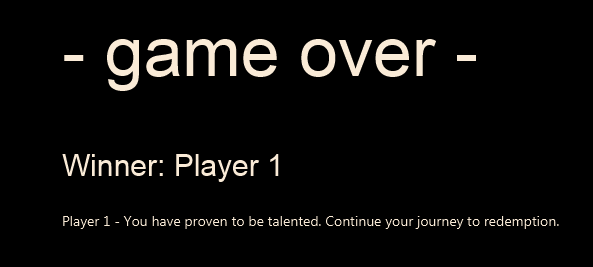 - game over -
Winner: Player 1
Player 1 - You have proven to be talented. Continue your journey to redemption.